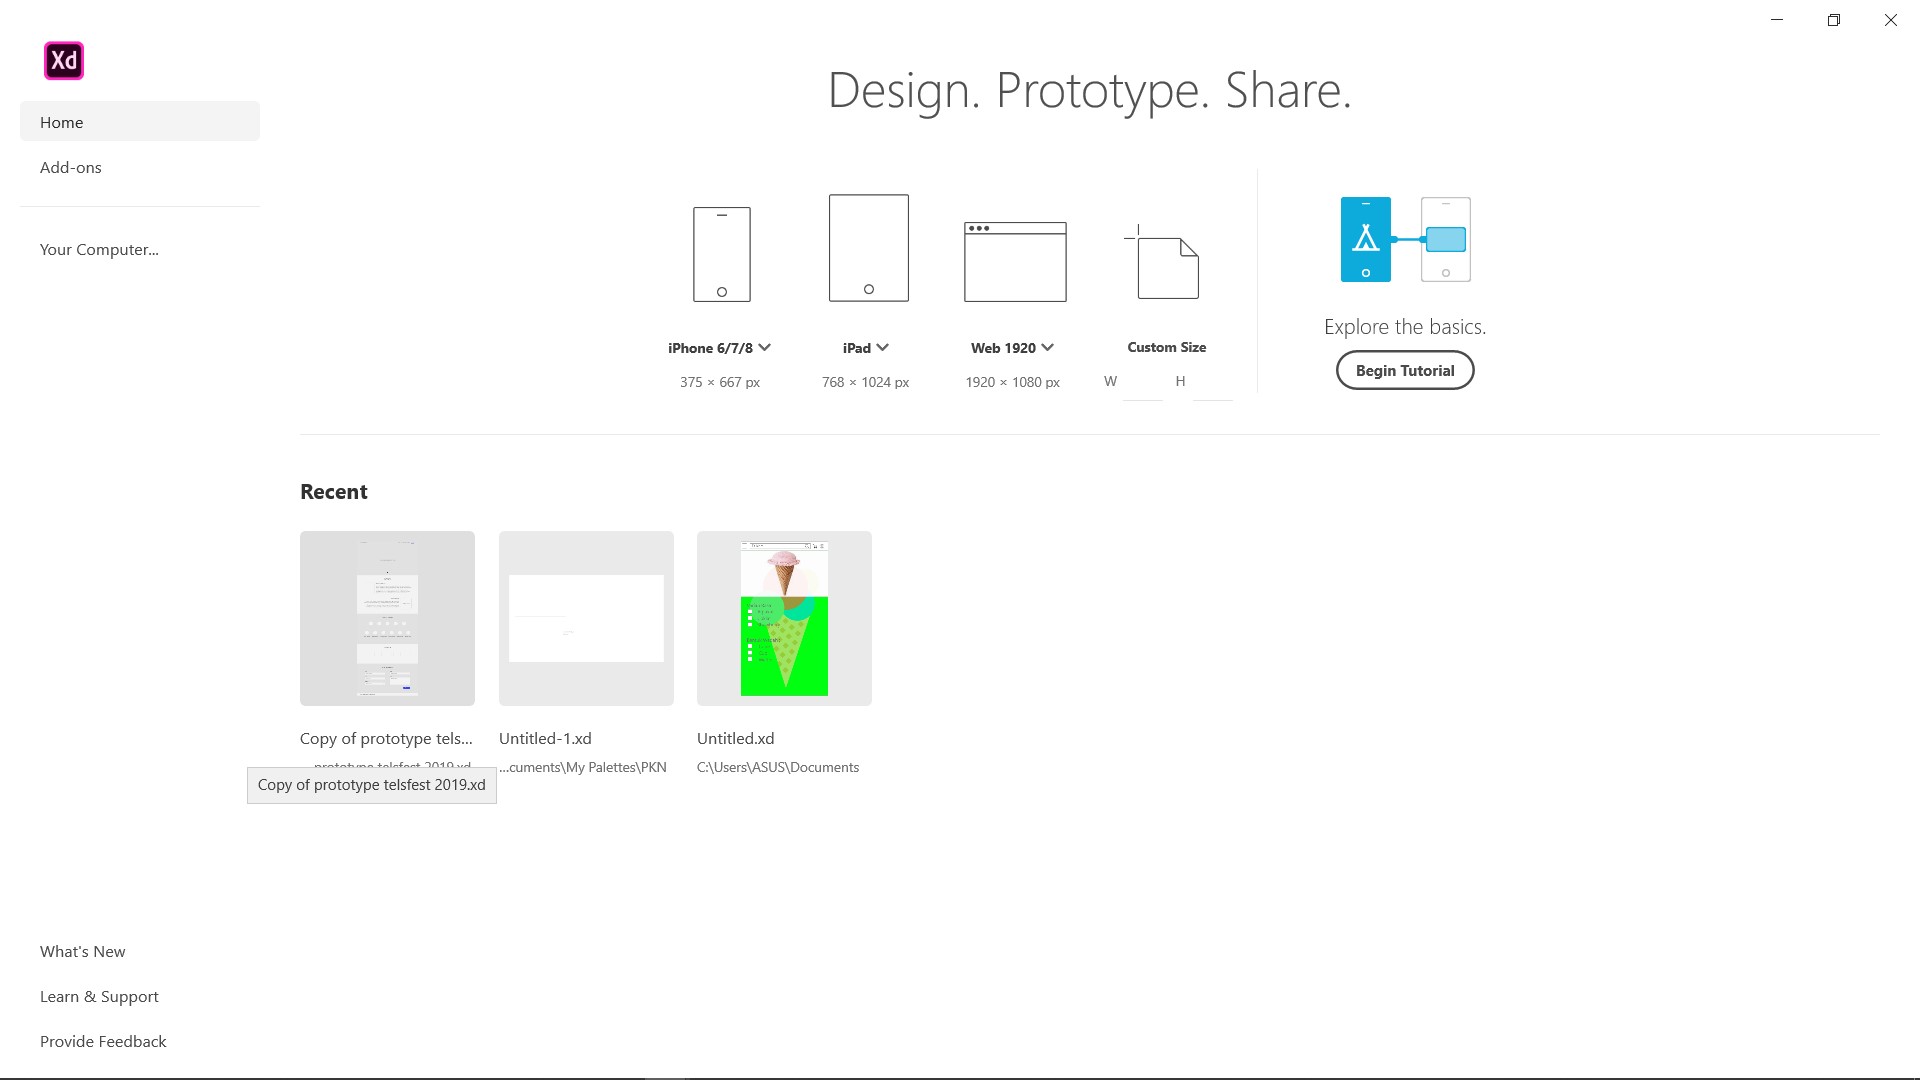 Xd
Design. Prototype. Share.
Home
Add-ons
Your Computer...
iPhone 6/7/8
375 × 667 px
iPad
768 × 1024 px
Web 1920
1920 × 1080 px
Custom Size
W H
Explore the basics.
Begin Tutorial
Recent
Copy of prototype tels...
Untitled-1.xd
...cuments\My Palettes\PKN
Untitled.xd
C:\Users\ASUS\Documents
Copy of prototype telsfest 2019.xd
What's New
Learn & Support
Provide Feedback